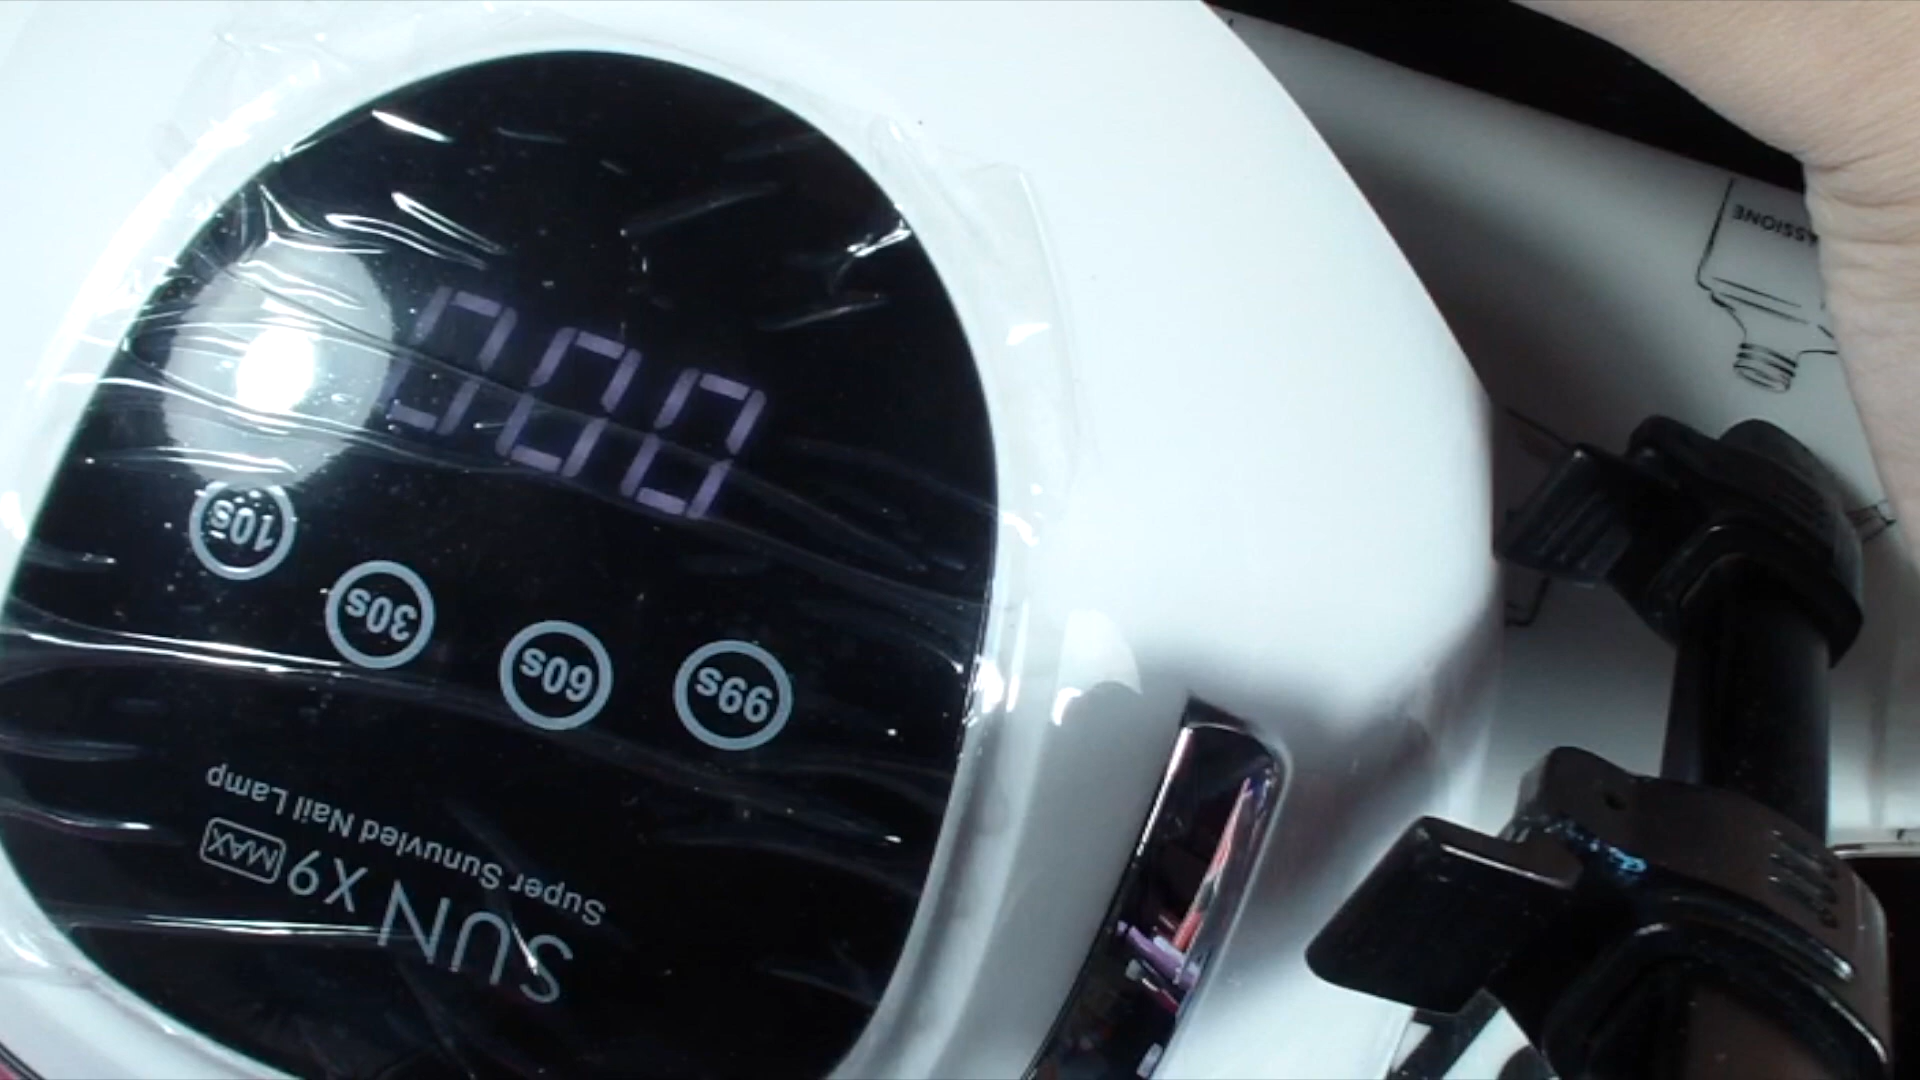 SUN X9 MAX
Super Sunuvled Nail Lamp
99s 60s 30s 10s
000
ASSIONE